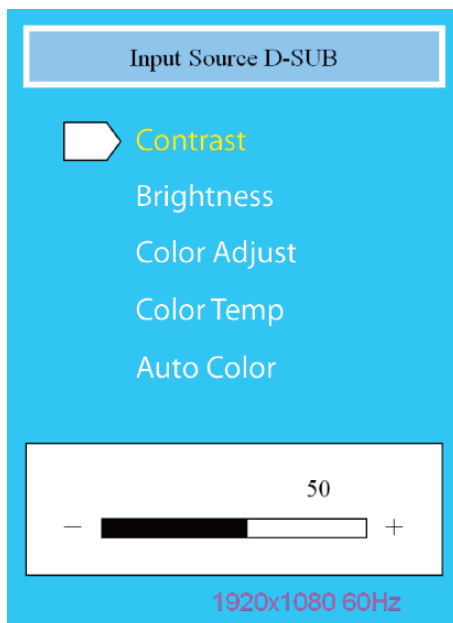 Input Source D-SUB
Contrast
Brightness
Color Adjust
Color Temp
Auto Color
50
− +
1920x1080 60Hz